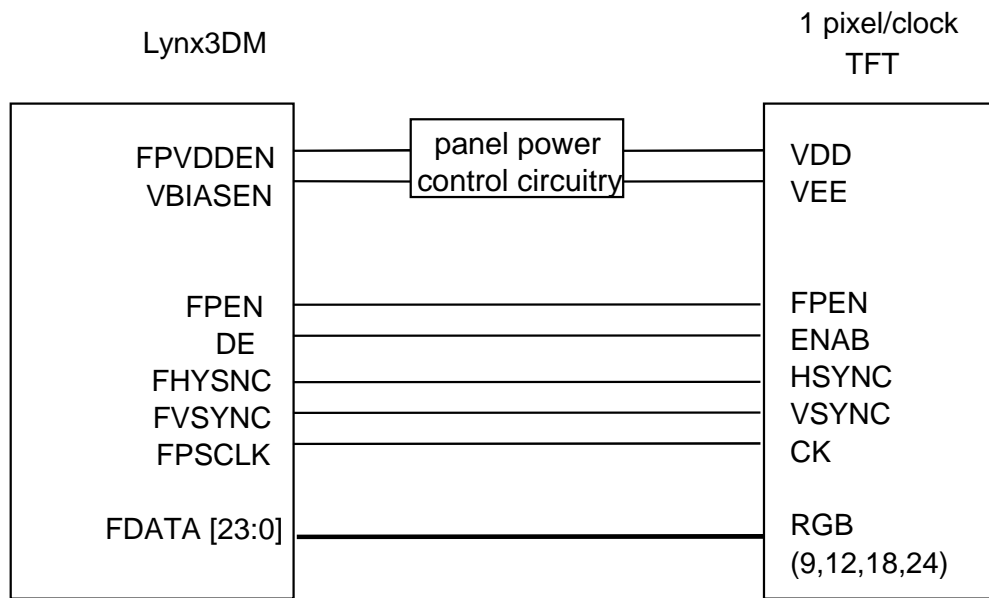 Lynx3DM
1 pixel/clock
TFT
FPVDDEN
VBIASEN
panel power
control circuitry
VDD
VEE
FPEN
DE
FHYSNC
FVSYNC
FPSCLK
FDATA [23:0]
FPEN
ENAB
HSYNC
VSYNC
CK
RGB
(9,12,18,24)